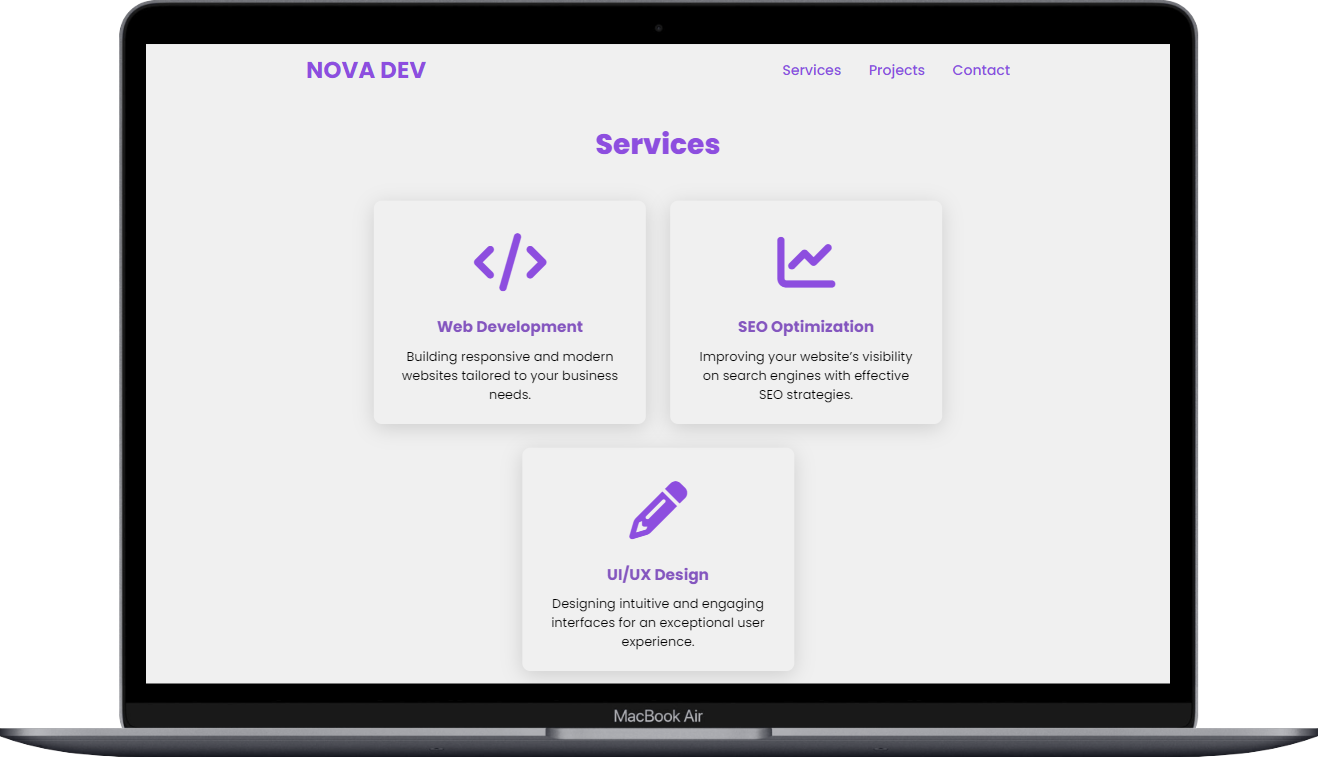 NOVA DEV
Services Projects Contact
Services
Web Development
Building responsive and modern
websites tailored to your business
needs.
SEO Optimization
Improving your website’s visibility
on search engines with effective
SEO strategies.
UI/UX Design
Designing intuitive and engaging
interfaces for an exceptional user
experience.
MacBook Air